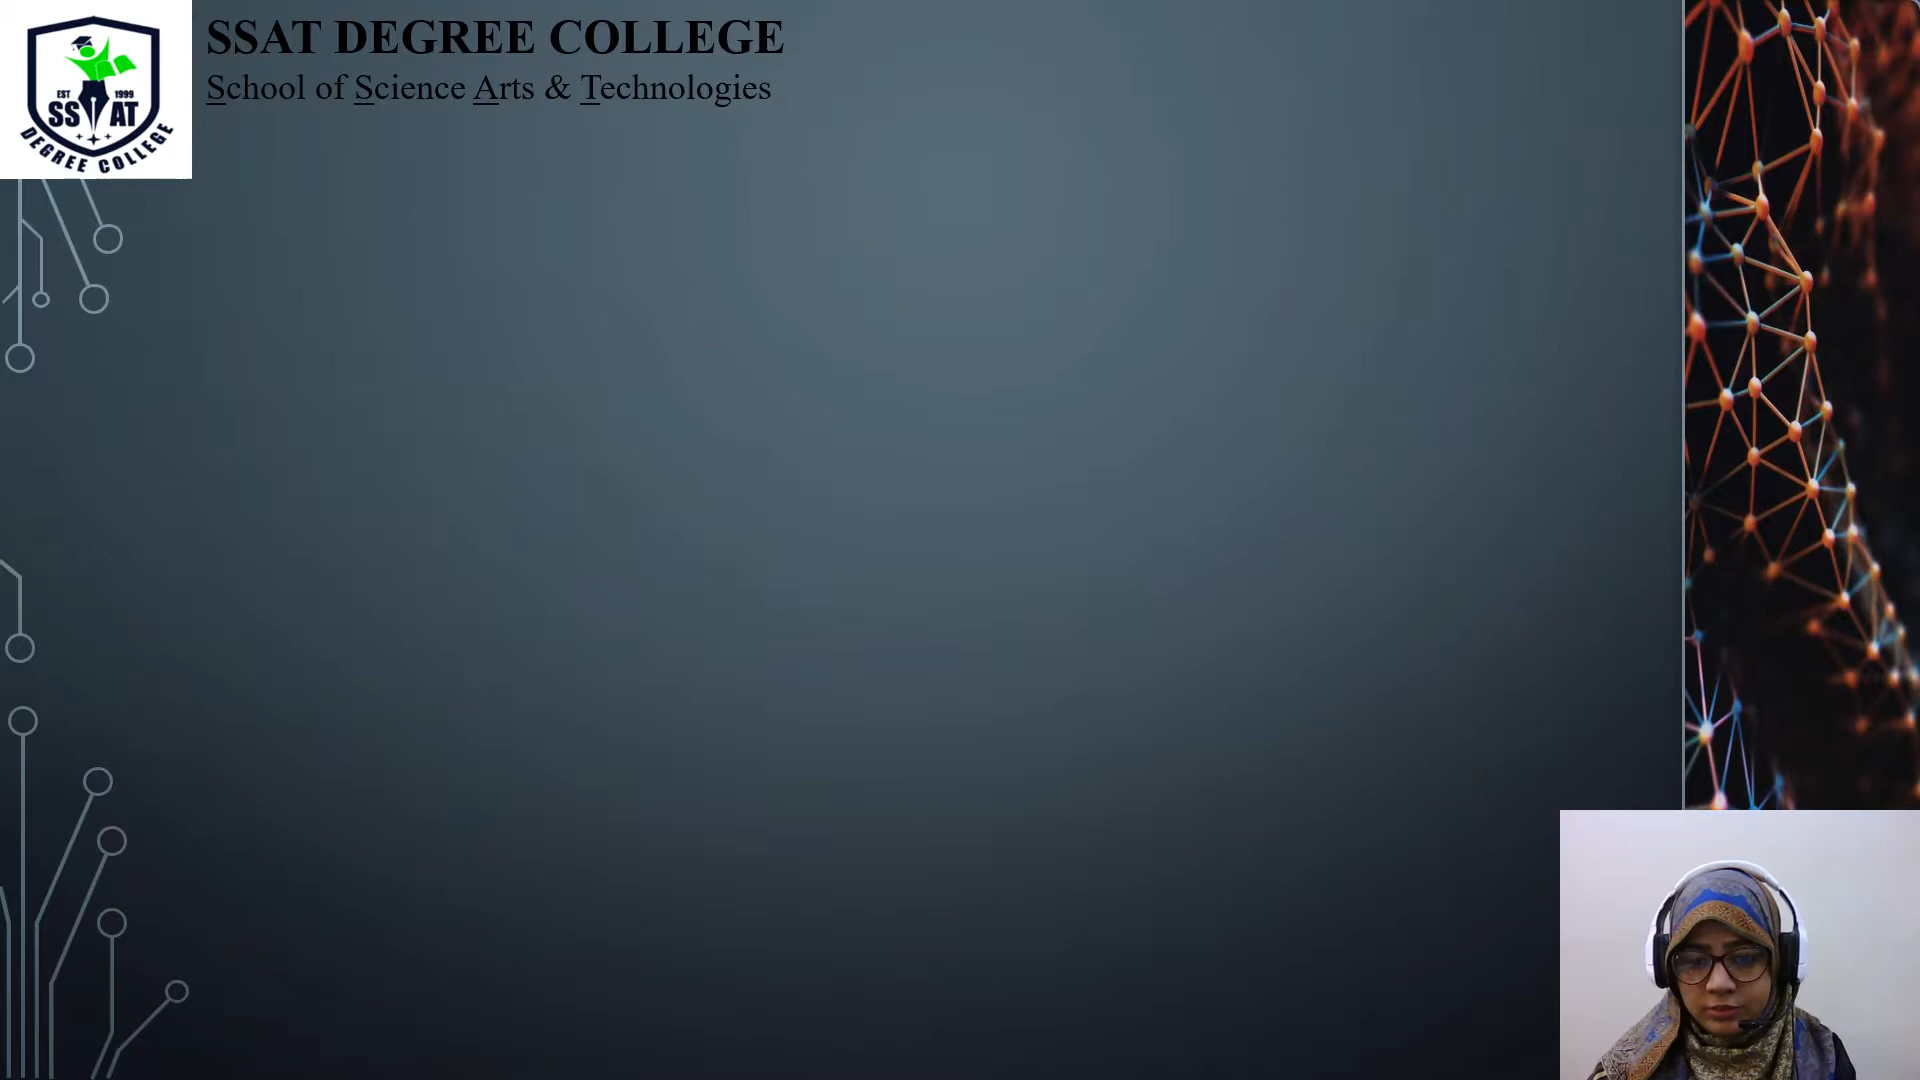 SSAT DEGREE COLLEGE
School of Science Arts & Technologies
EST 1999
SS AT
DEGREE COLLEGE